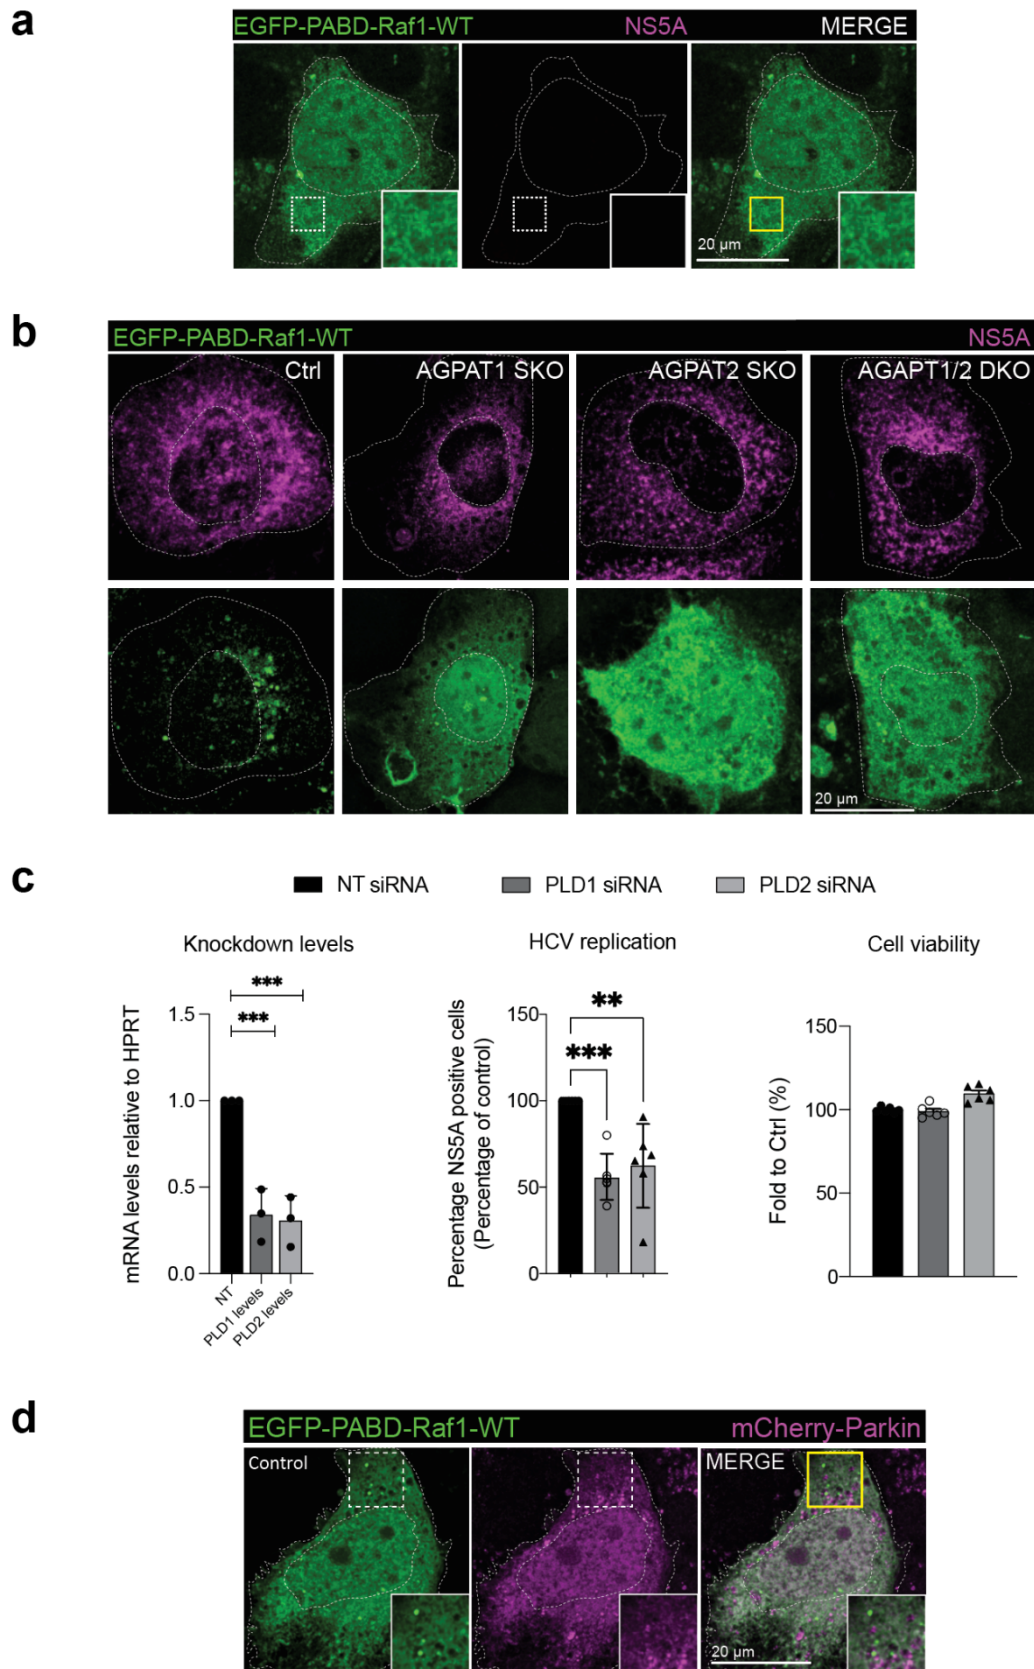 a
EGFP-PABD-Raf1-WT NS5A MERGE
20 µm
b
EGFP-PABD-Raf1-WT NS5A
Ctrl AGPAT1 SKO AGPAT2 SKO AGAPT1/2 DKO
20 µm
c
NT siRNA PLD1 siRNA PLD2 siRNA
Knockdown levels
mRNA levels relative to HPRT
1.5
1.0
0.5
0.0
***
***
NT
PLD1 levels
PLD2 levels
HCV replication
Percentage NS5A positive cells
(Percentage of control)
150
100
50
0
**
***
Cell viability
Fold to Ctrl (%)
150
100
50
0
d
EGFP-PABD-Raf1-WT mCherry-Parkin
Control MERGE
20 µm